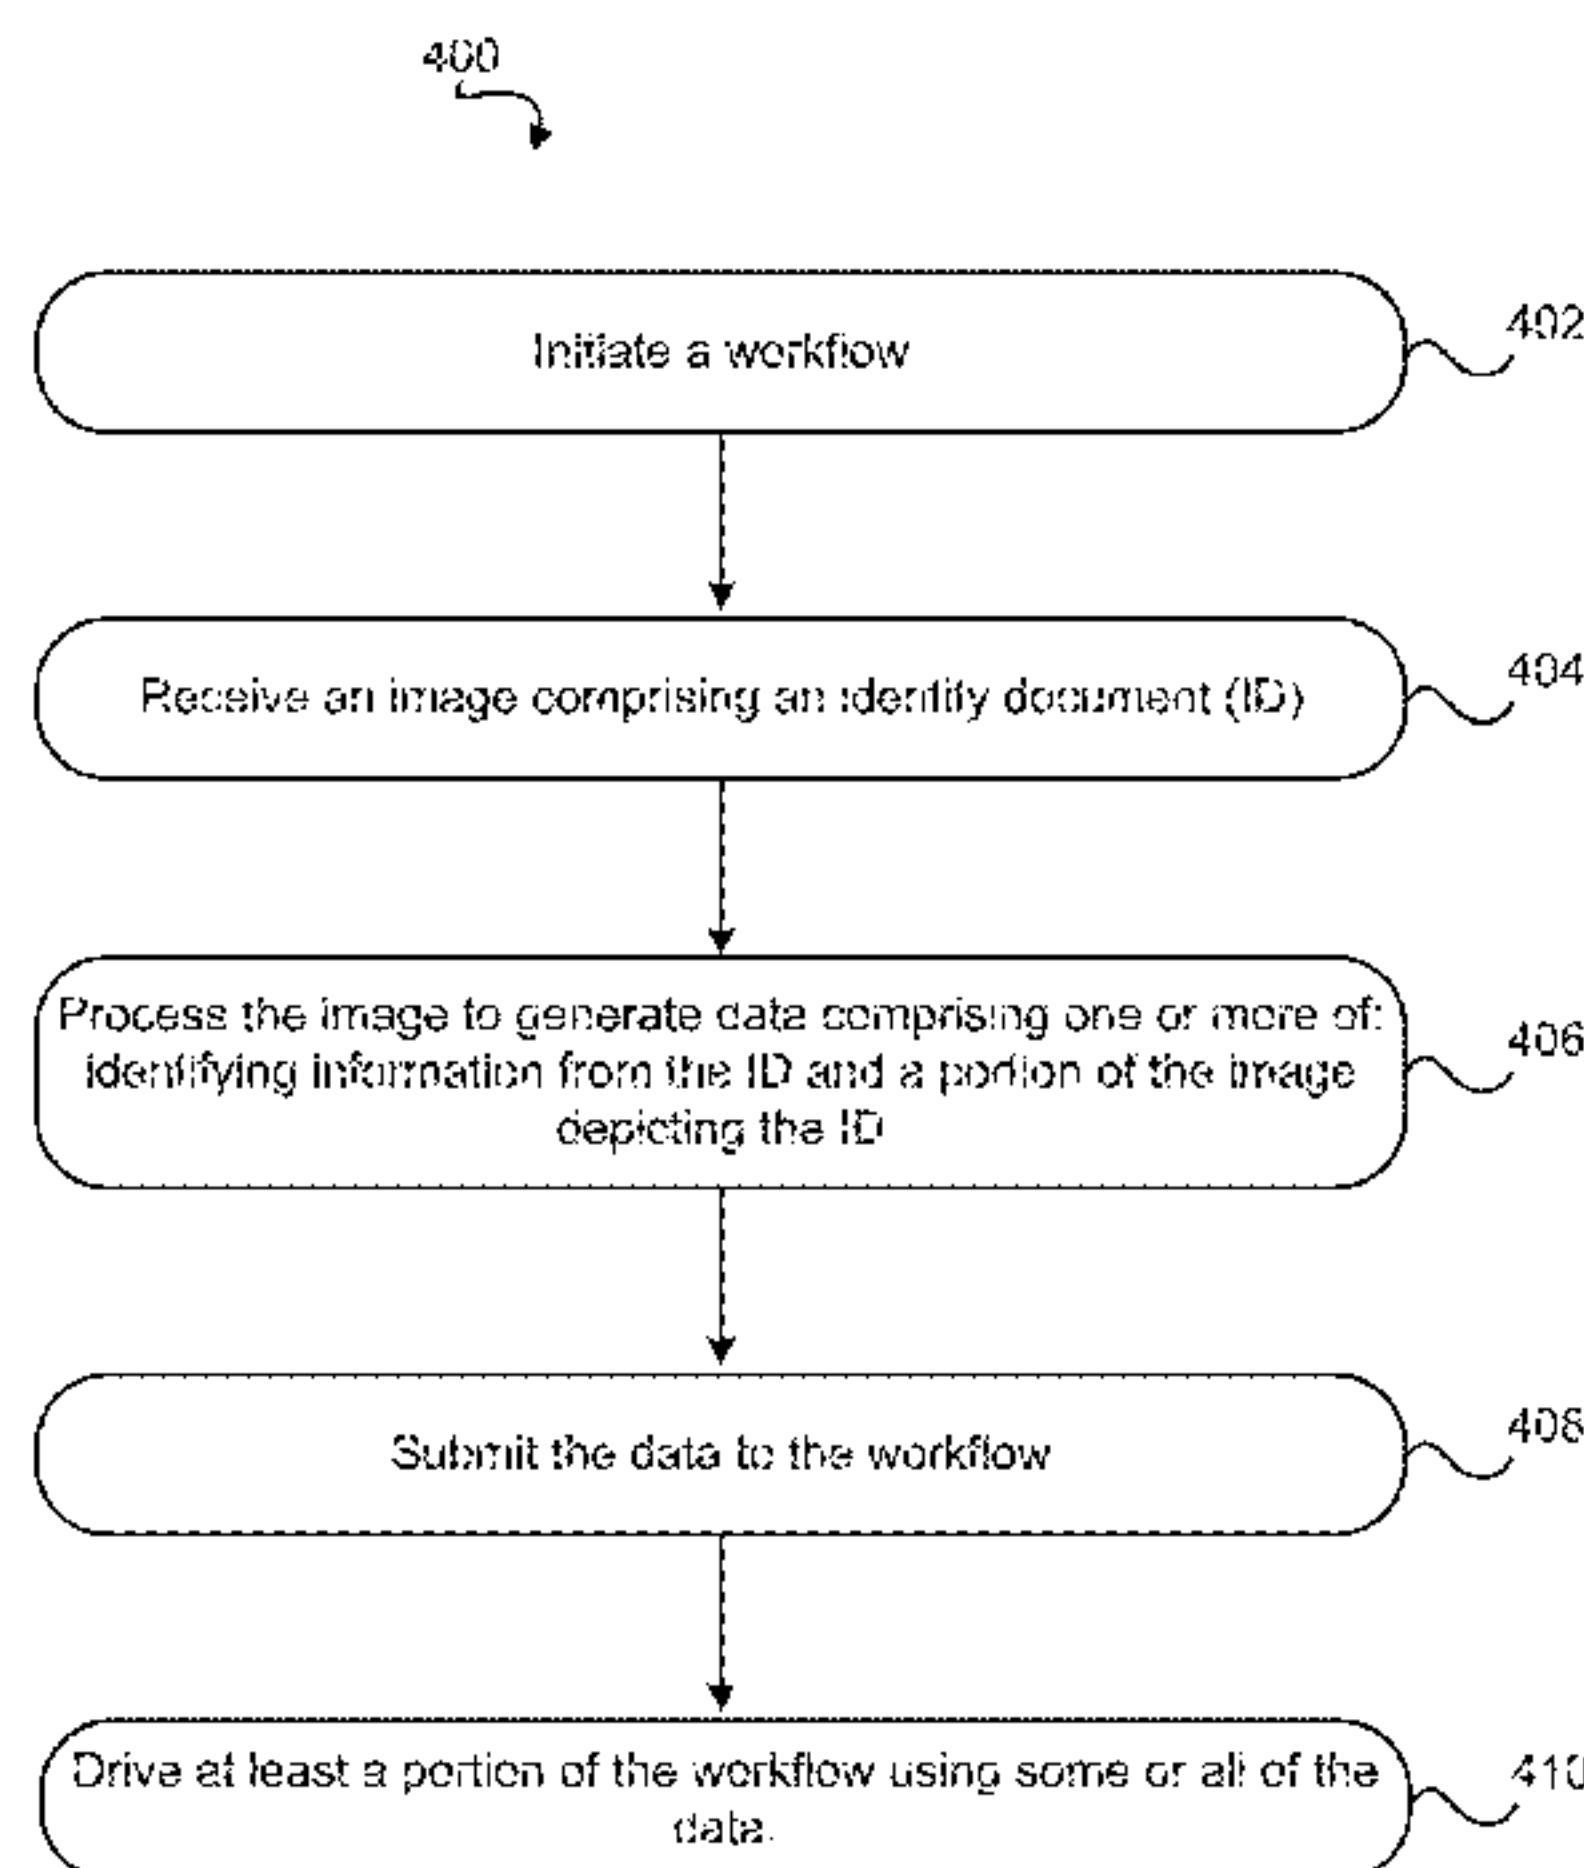 400
Initiate a workflow
402
Receive an image comprising an identity document (ID)
404
Process the image to generate data comprising one or more of:
identifying information from the ID and a portion of the image
depicting the ID
406
Submit the data to the workflow
408
Drive at least a portion of the workflow using some or all of the
data.
410